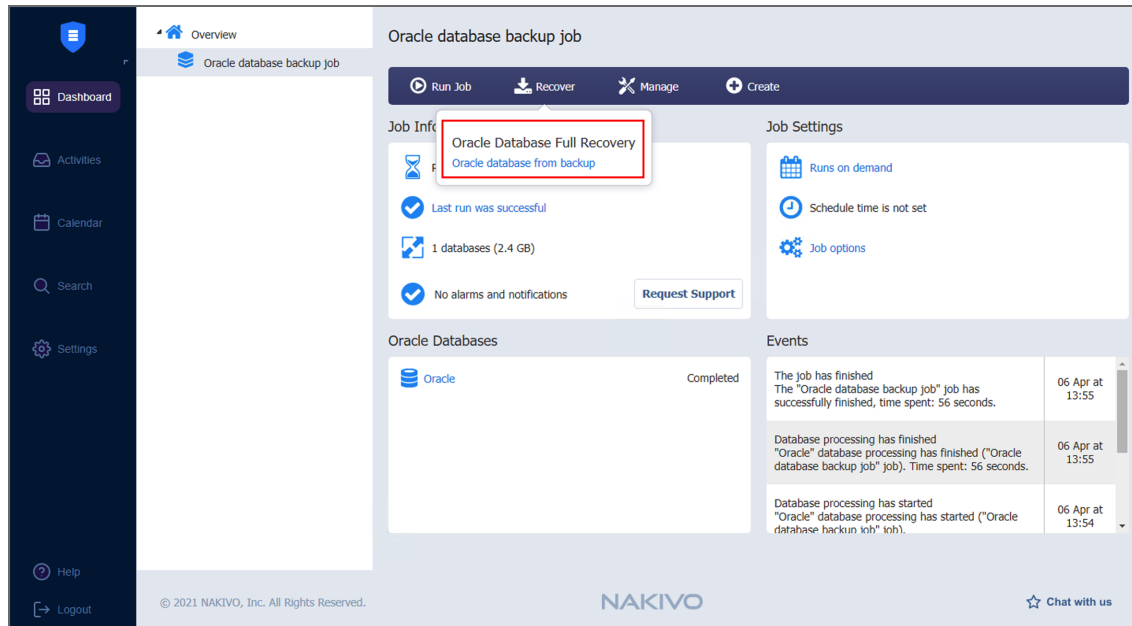 Dashboard
Activities
Calendar
Search
Settings
Help
Logout
Overview
Oracle database backup job
Oracle database backup job
Run Job
Recover
Manage
Create
Oracle Database Full Recovery
Oracle database from backup
Last run was successful
1 databases (2.4 GB)
No alarms and notifications
Request Support
Job Settings
Runs on demand
Schedule time is not set
Job options
Oracle Databases
Oracle
Completed
Events
The job has finished
The "Oracle database backup job" job has
successfully finished, time spent: 56 seconds.
06 Apr at
13:55
Database processing has finished
"Oracle" database processing has finished ("Oracle
database backup job" job). Time spent: 56 seconds.
06 Apr at
13:55
Database processing has started
"Oracle" database processing has started ("Oracle
database backup job" job).
06 Apr at
13:54
© 2021 NAKIVO, Inc. All Rights Reserved.
NAKIVO
Chat with us